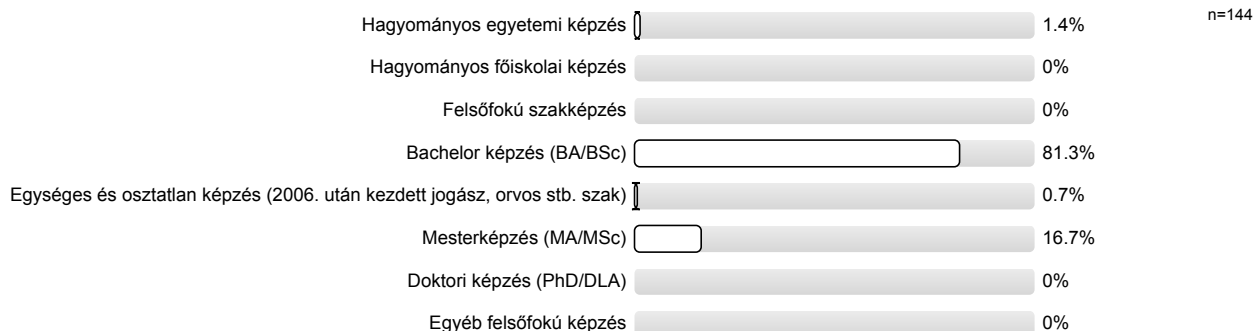 Hagyományos egyetemi képzés 1.4% n=144
Hagyományos főiskolai képzés 0%
Felsőfokú szakképzés 0%
Bachelor képzés (BA/BSc) 81.3%
Egységes és osztatlan képzés (2006. után kezdett jogász, orvos stb. szak) 0.7%
Mesterképzés (MA/MSc) 16.7%
Doktori képzés (PhD/DLA) 0%
Egyéb felsőfokú képzés 0%